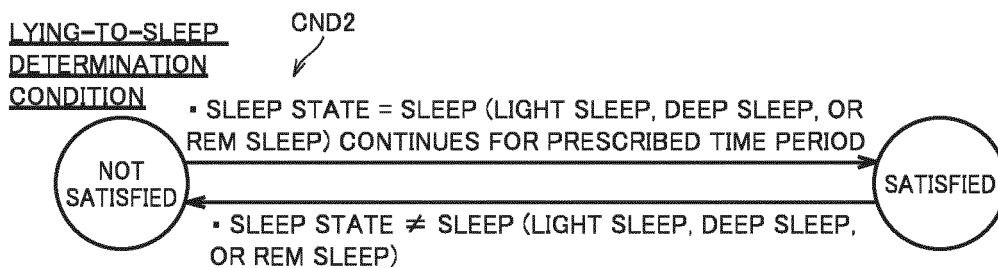 LYING-TO-SLEEP
DETERMINATION
CONDITION
CND2
▪ SLEEP STATE = SLEEP (LIGHT SLEEP, DEEP SLEEP, OR
REM SLEEP) CONTINUES FOR PRESCRIBED TIME PERIOD
NOT
SATISFIED
SATISFIED
▪ SLEEP STATE ≠ SLEEP (LIGHT SLEEP, DEEP SLEEP,
OR REM SLEEP)